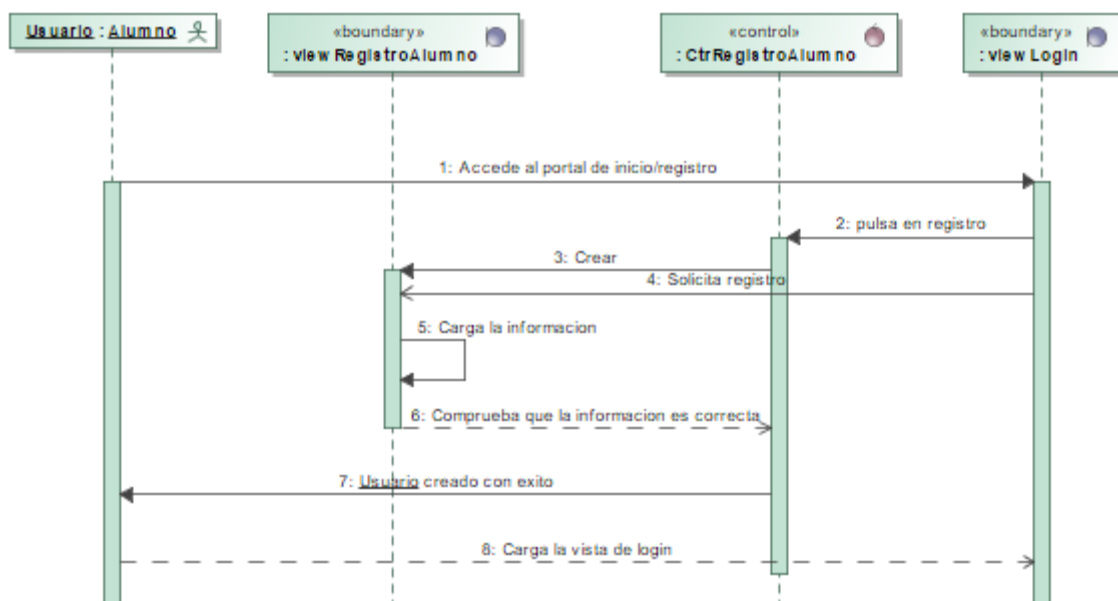 Usuario : Alumno
«boundary»
: view RegistroAlumno
«control»
: CtrRegistroAlumno
«boundary»
: view Login
1: Accede al portal de inicio/registro
2: pulsa en registro
3: Crear
4: Solicita registro
5: Carga la informacion
6: Comprueba que la informacion es correcta
7: Usuario creado con exito
8: Carga la vista de login